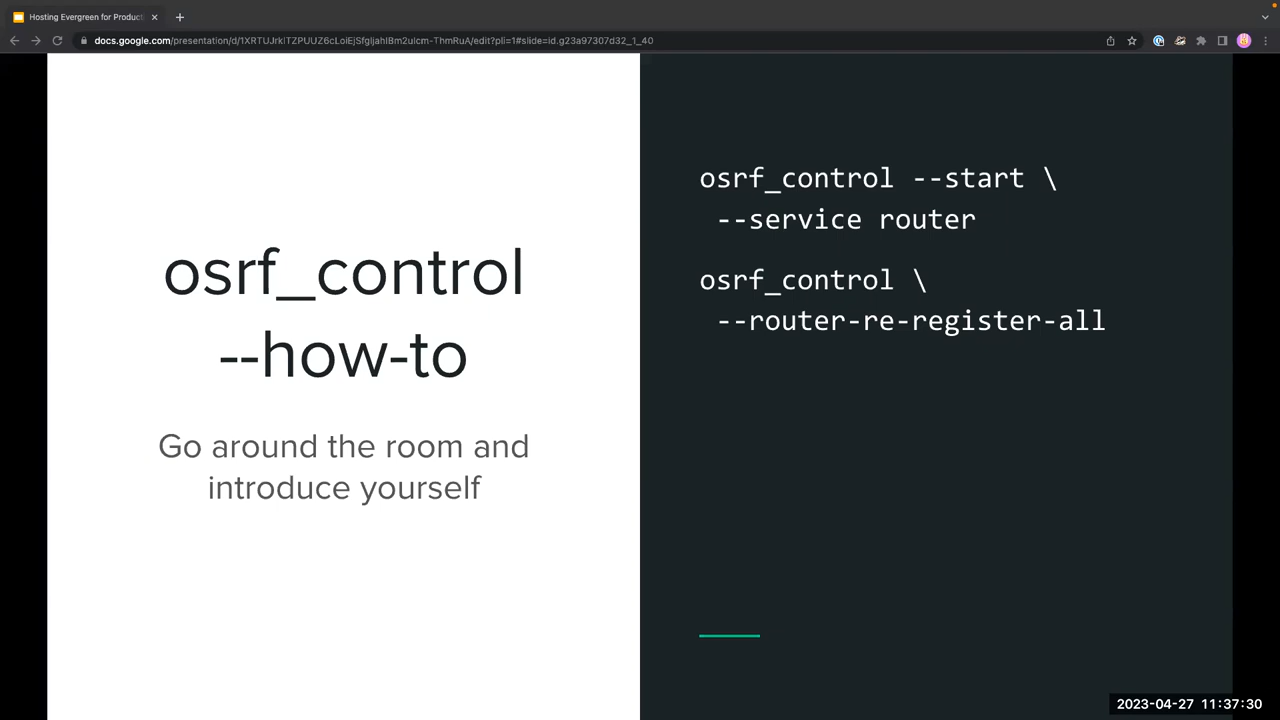 Hosting Evergreen for Product
docs.google.com/presentation/d/1XRTUJrkITZPUUZ6cLoiEjSfgljahIBm2uIcm-ThmRuA/edit?pli=1#slide=id.g23a97307d32_1_40
osrf_control
--how-to
Go around the room and
introduce yourself
osrf_control --start \
--service router
osrf_control \
--router-re-register-all
2023-04-27 11:37:30